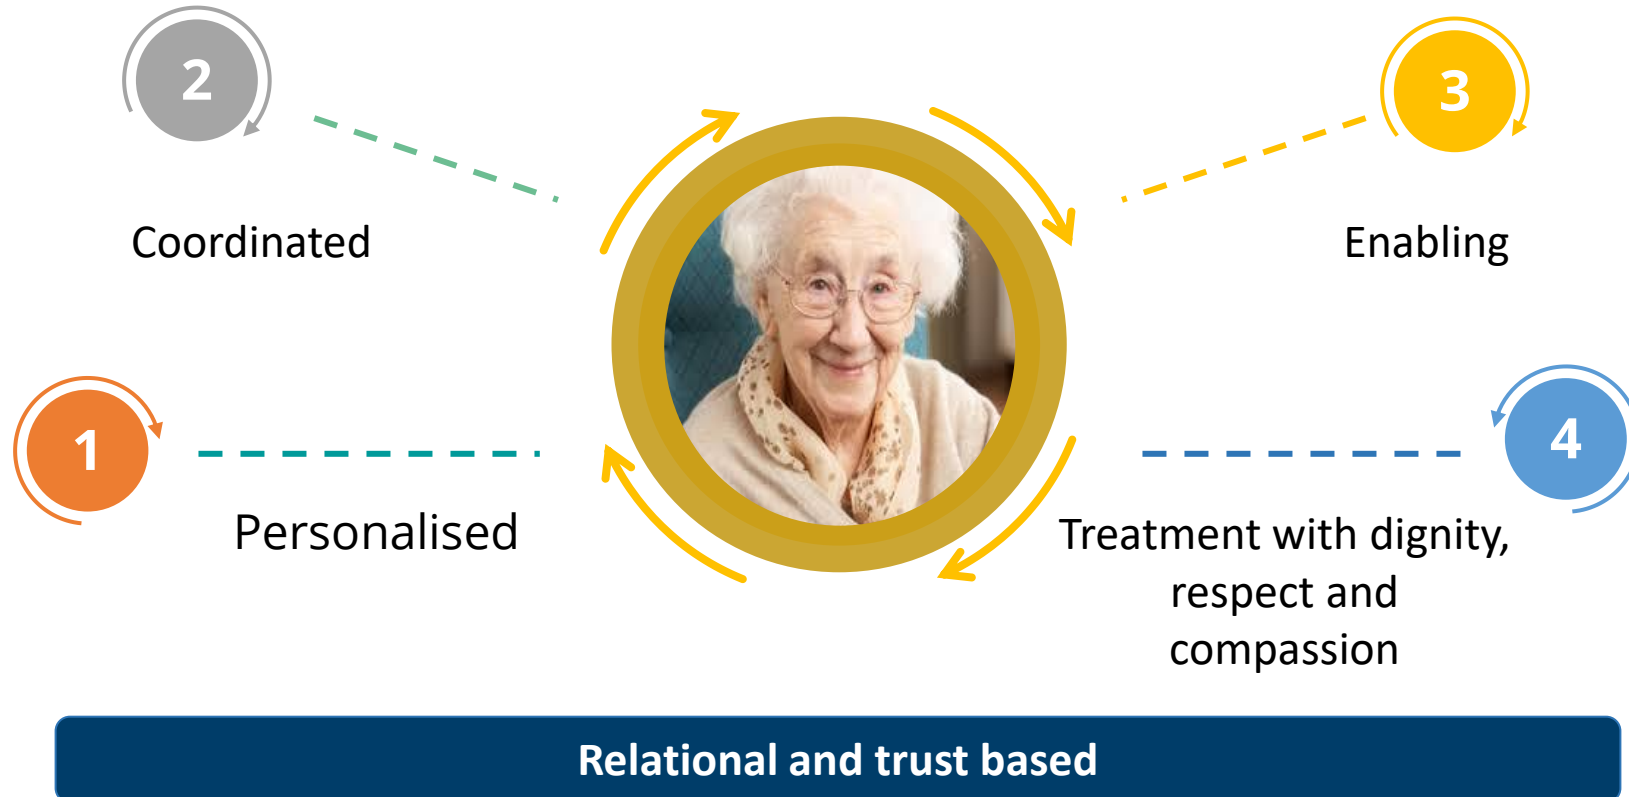 2
3
Coordinated
Enabling
1
4
Personalised
Treatment with dignity,
respect and
compassion
Relational and trust based